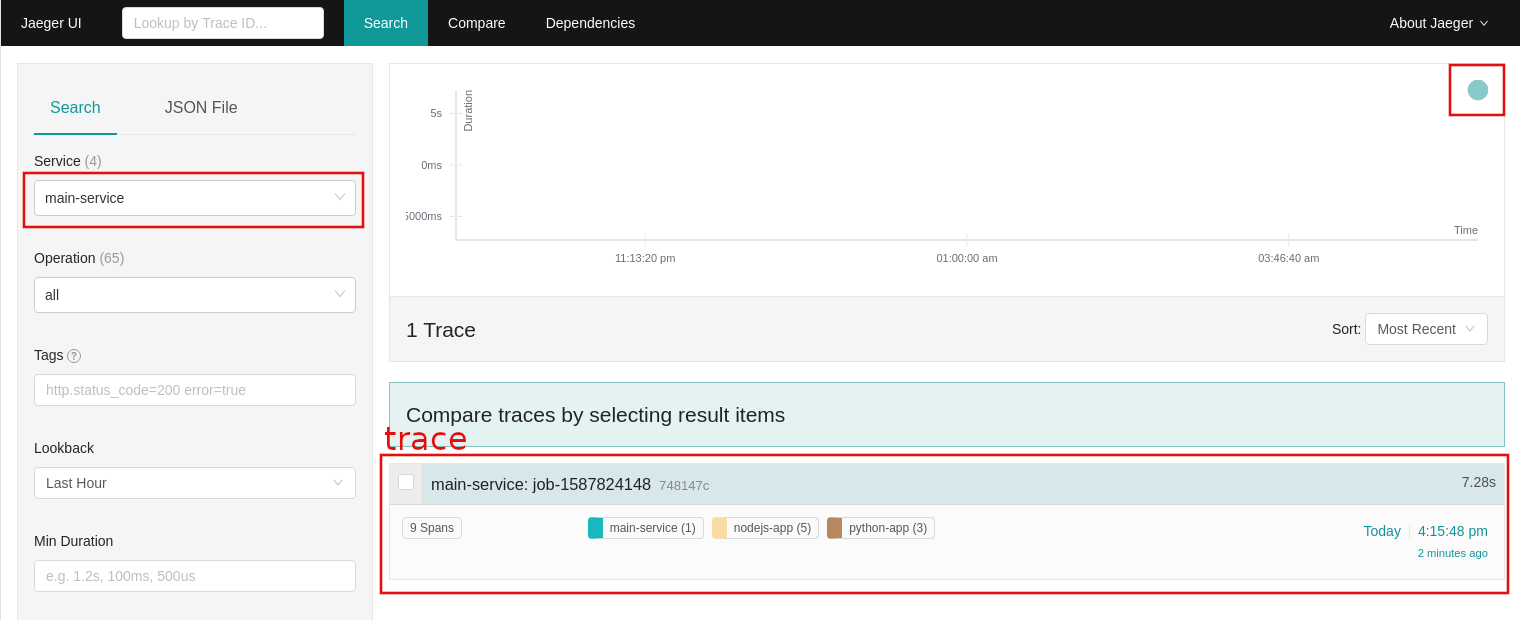 Jaeger UI Lookup by Trace ID... Search Compare Dependencies About Jaeger
Search JSON File
Service (4)
main-service
Operation (65)
all
Tags ?
http.status_code=200 error=true
Lookback
Last Hour
Min Duration
e.g. 1.2s, 100ms, 500us
Duration
5s
0ms
5000ms
Time
11:13:20 pm 01:00:00 am 03:46:40 am
1 Trace Sort: Most Recent
Compare traces by selecting result items
trace
main-service: job-1587824148 748147c 7.28s
9 Spans main-service (1) nodejs-app (5) python-app (3) Today 4:15:48 pm
2 minutes ago